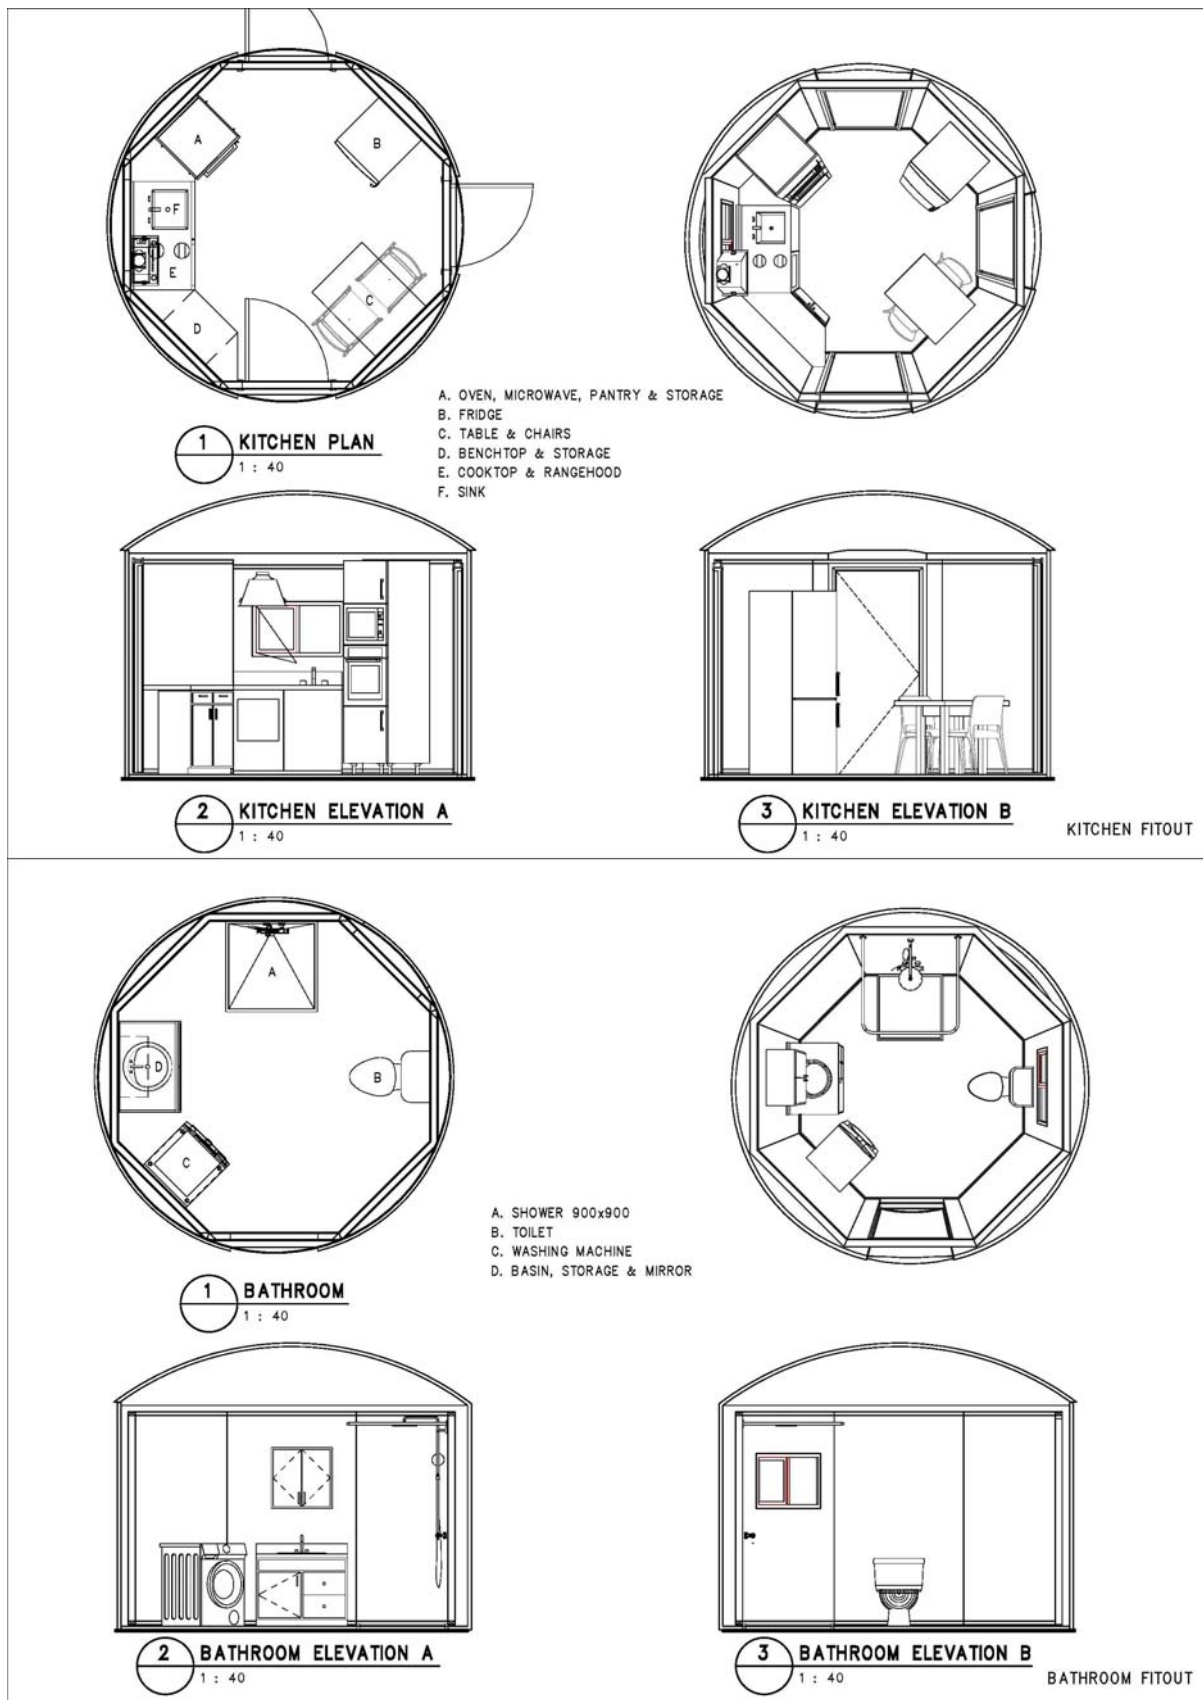 A
B
F
E
C
D
A. OVEN, MICROWAVE, PANTRY & STORAGE
B. FRIDGE
C. TABLE & CHAIRS
D. BENCHTOP & STORAGE
E. COOKTOP & RANGEHOOD
F. SINK
1 KITCHEN PLAN
1 : 40
2 KITCHEN ELEVATION A
1 : 40
3 KITCHEN ELEVATION B
1 : 40
KITCHEN FITOUT
A
D
B
C
A. SHOWER 900x900
B. TOILET
C. WASHING MACHINE
D. BASIN, STORAGE & MIRROR
1 BATHROOM
1 : 40
2 BATHROOM ELEVATION A
1 : 40
3 BATHROOM ELEVATION B
1 : 40
BATHROOM FITOUT